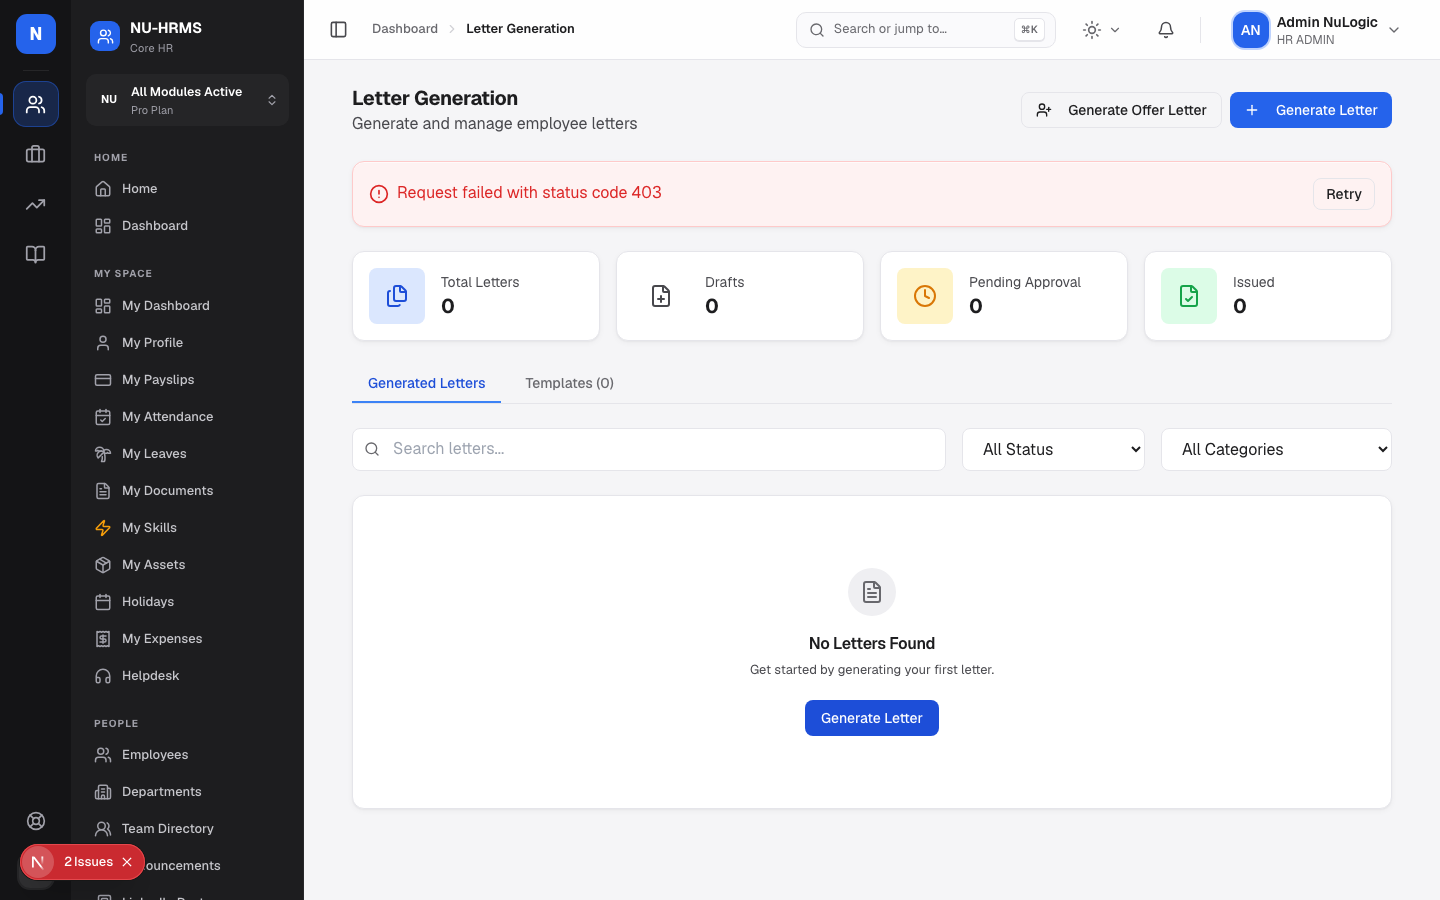 N
NU-HRMS
Core HR
NU
All Modules Active
Pro Plan
HOME
Home
Dashboard
MY SPACE
My Dashboard
My Profile
My Payslips
My Attendance
My Leaves
My Documents
My Skills
My Assets
Holidays
My Expenses
Helpdesk
PEOPLE
Employees
Departments
Team Directory
ouncements
N 2 Issues
Dashboard Letter Generation
Search or jump to... ⌘K
AN
Admin NuLogic
HR ADMIN
Letter Generation
Generate and manage employee letters
Generate Offer Letter
Generate Letter
Request failed with status code 403
Retry
Total Letters
0
Drafts
0
Pending Approval
0
Issued
0
Generated Letters
Templates (0)
Search letters...
All Status
All Categories
No Letters Found
Get started by generating your first letter.
Generate Letter